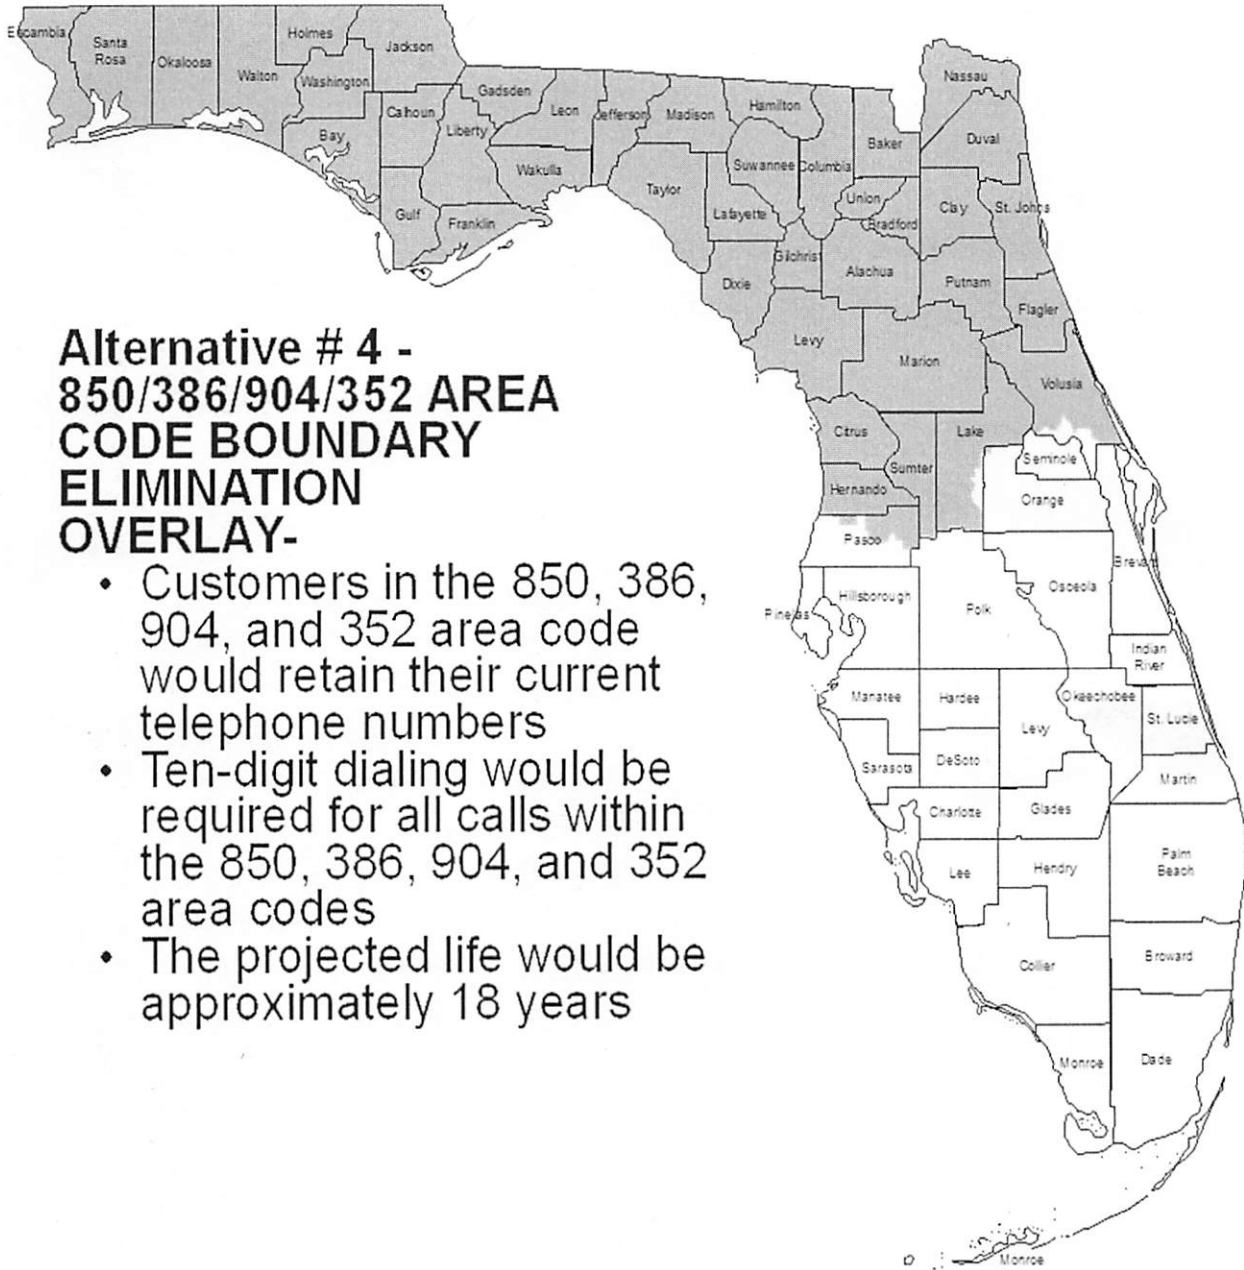 Escambia
Santa
Rosa
Okaloosa
Walton
Holmes
Washington
Jackson
Bay
Calhoun
Gulf
Liberty
Gadsden
Franklin
Leon
Wakulla
Jefferson
Madison
Taylor
Hamilton
Suwannee
Lafayette
Columbia
Dixie
Gilchrist
Baker
Union
Bradford
Nassau
Duval
Clay
St. Johns
Alachua
Putnam
Flagler
Levy
Marion
Volusia
Citrus
Sumter
Lake
Hernando
Seminole
Orange
Pasco
Brevard
Osceola
Hillsborough
Polk
Pinellas
Indian
River
Manatee
Hardee
Okeechobee
St. Lucie
Levy
Sarasota
DeSoto
Martin
Charlotte
Glades
Lee
Hendry
Palm
Beach
Collier
Broward
Monroe
Dade
Monroe
Alternative # 4 -
850/386/904/352 AREA
CODE BOUNDARY
ELIMINATION
OVERLAY-
• Customers in the 850, 386,
904, and 352 area code
would retain their current
telephone numbers
• Ten-digit dialing would be
required for all calls within
the 850, 386, 904, and 352
area codes
• The projected life would be
approximately 18 years